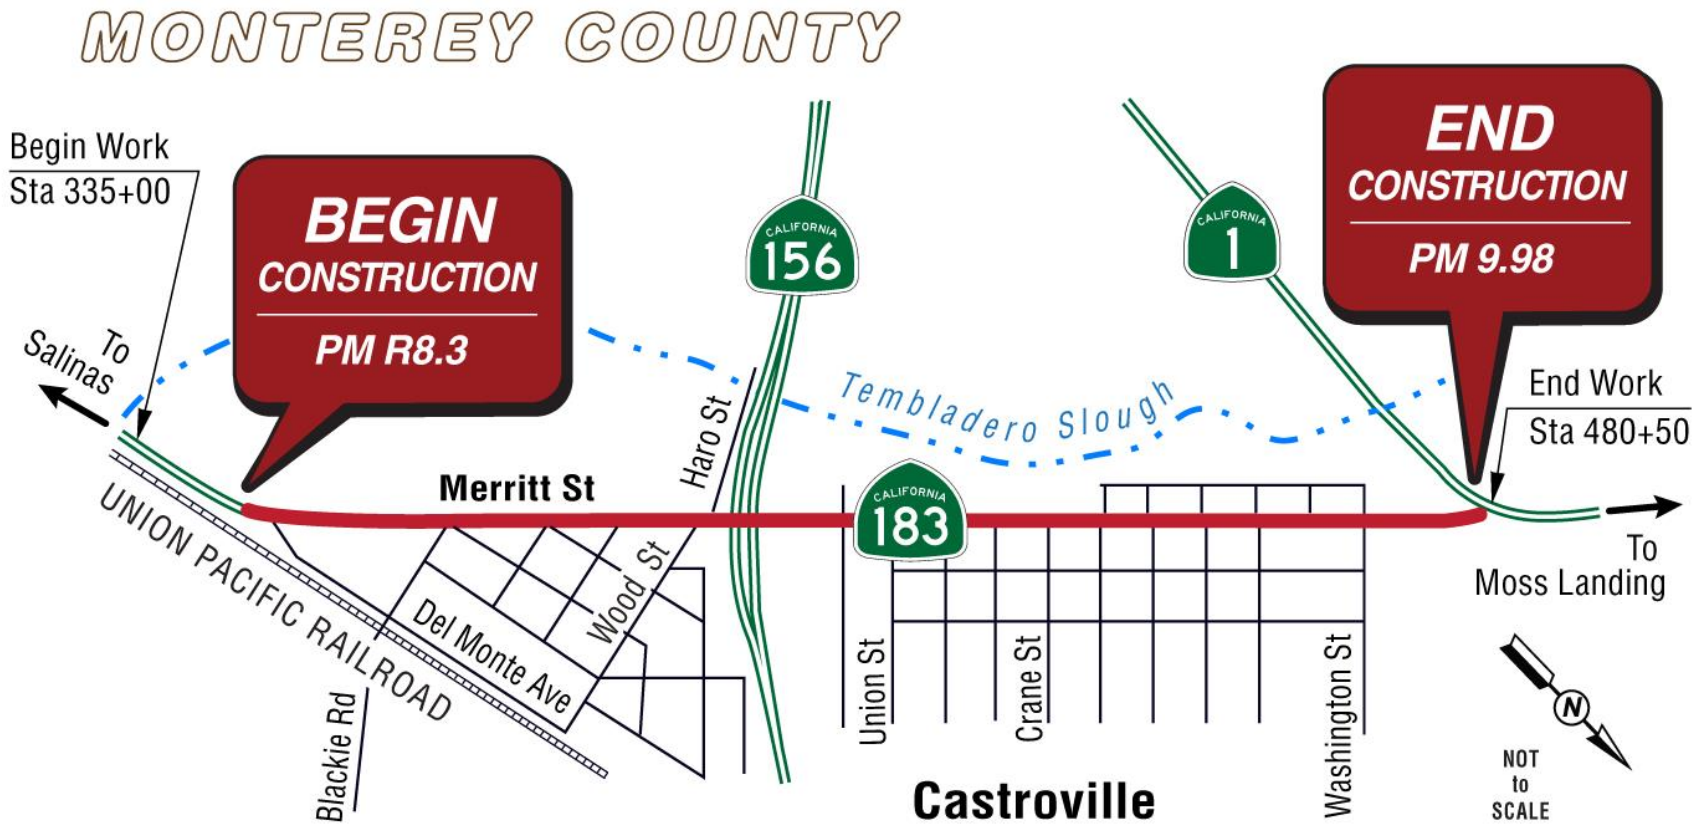 MONTEREY COUNTY
Begin Work
Sta 335+00
BEGIN
CONSTRUCTION
PM R8.3
To
Salinas
CALIFORNIA
156
CALIFORNIA
1
END
CONSTRUCTION
PM 9.98
End Work
Sta 480+50
Tembladero Slough
Haro St
Merritt St
CALIFORNIA
183
To
Moss Landing
UNION PACIFIC RAILROAD
Wood St
Del Monte Ave
Blackie Rd
Union St
Crane St
Washington St
Castroville
N
NOT
to
SCALE